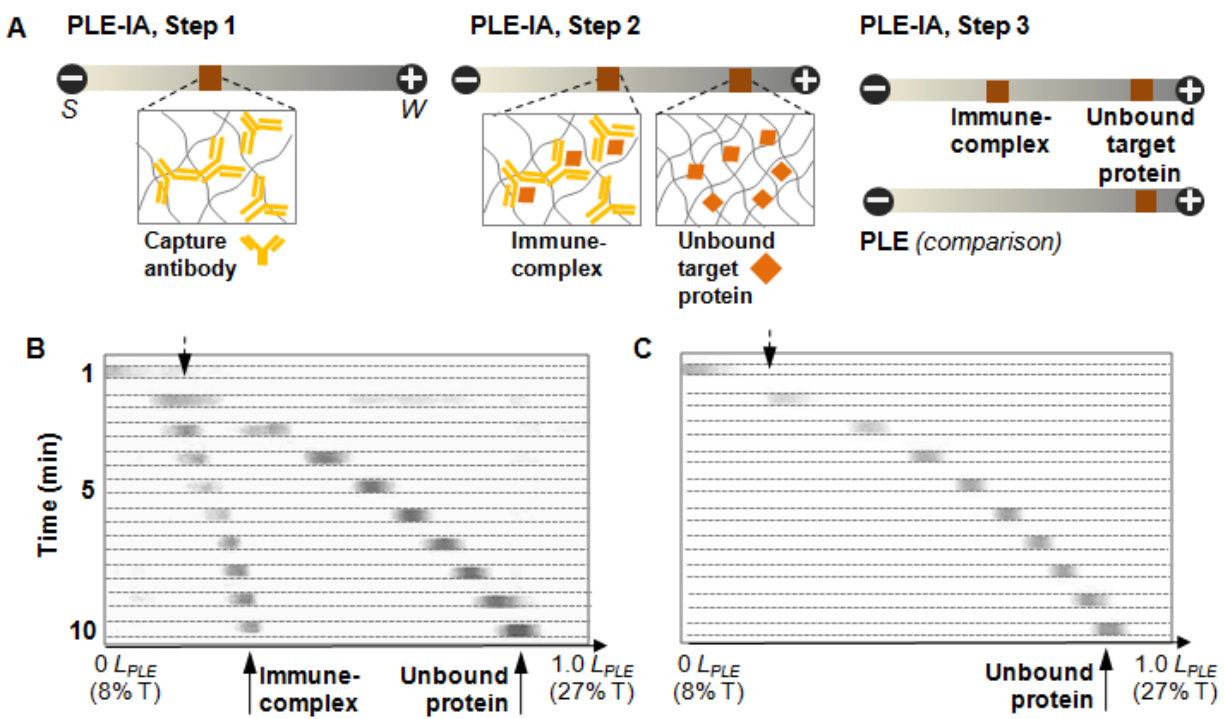 A
PLE-IA, Step 1
PLE-IA, Step 2
PLE-IA, Step 3
−
+
S
W
−
+
−
+
Capture
antibody
Immune-
complex
Unbound
target
protein
Immune-
complex
Unbound
target
protein
−
+
PLE (comparison)
B
C
1
5
10
Time (min)
0 LPLE
(8% T)
Immune-
complex
Unbound
protein
1.0 LPLE
(27% T)
0 LPLE
(8% T)
Unbound
protein
1.0 LPLE
(27% T)